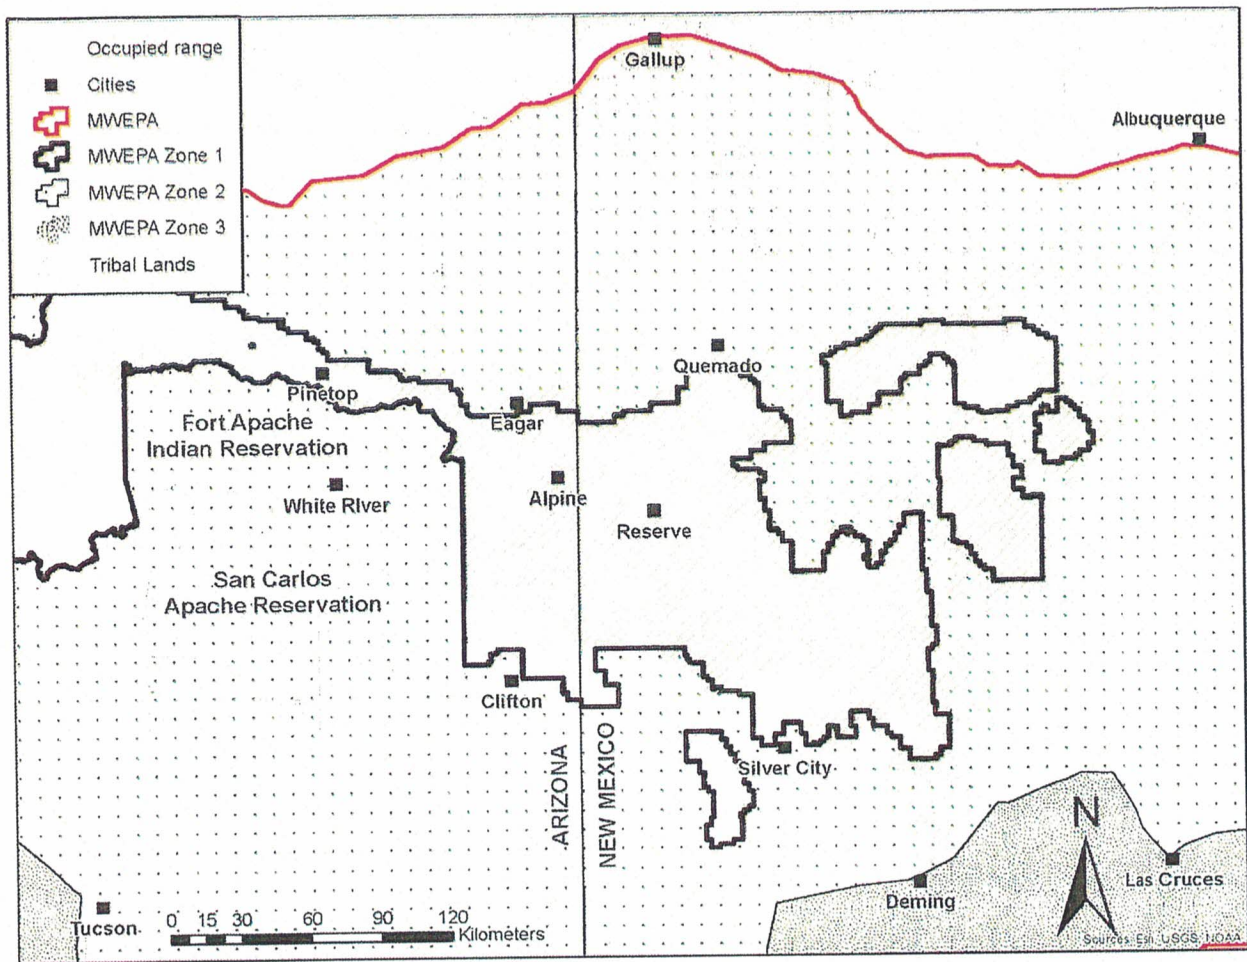 Occupied range
Cities
MWEPA
MWEPA Zone 1
MWEPA Zone 2
MWEPA Zone 3
Tribal Lands
Gallup
Albuquerque
Quemado
Pinetop
Eagar
Fort Apache
Indian Reservation
White River
Alpine
Reserve
San Carlos
Apache Reservation
Clifton
ARIZONA
NEW MEXICO
Silver City
N
Las Cruces
Deming
Tucson
0 15 30 60 90 120
Kilometers
Sources Esri USGS NOAA